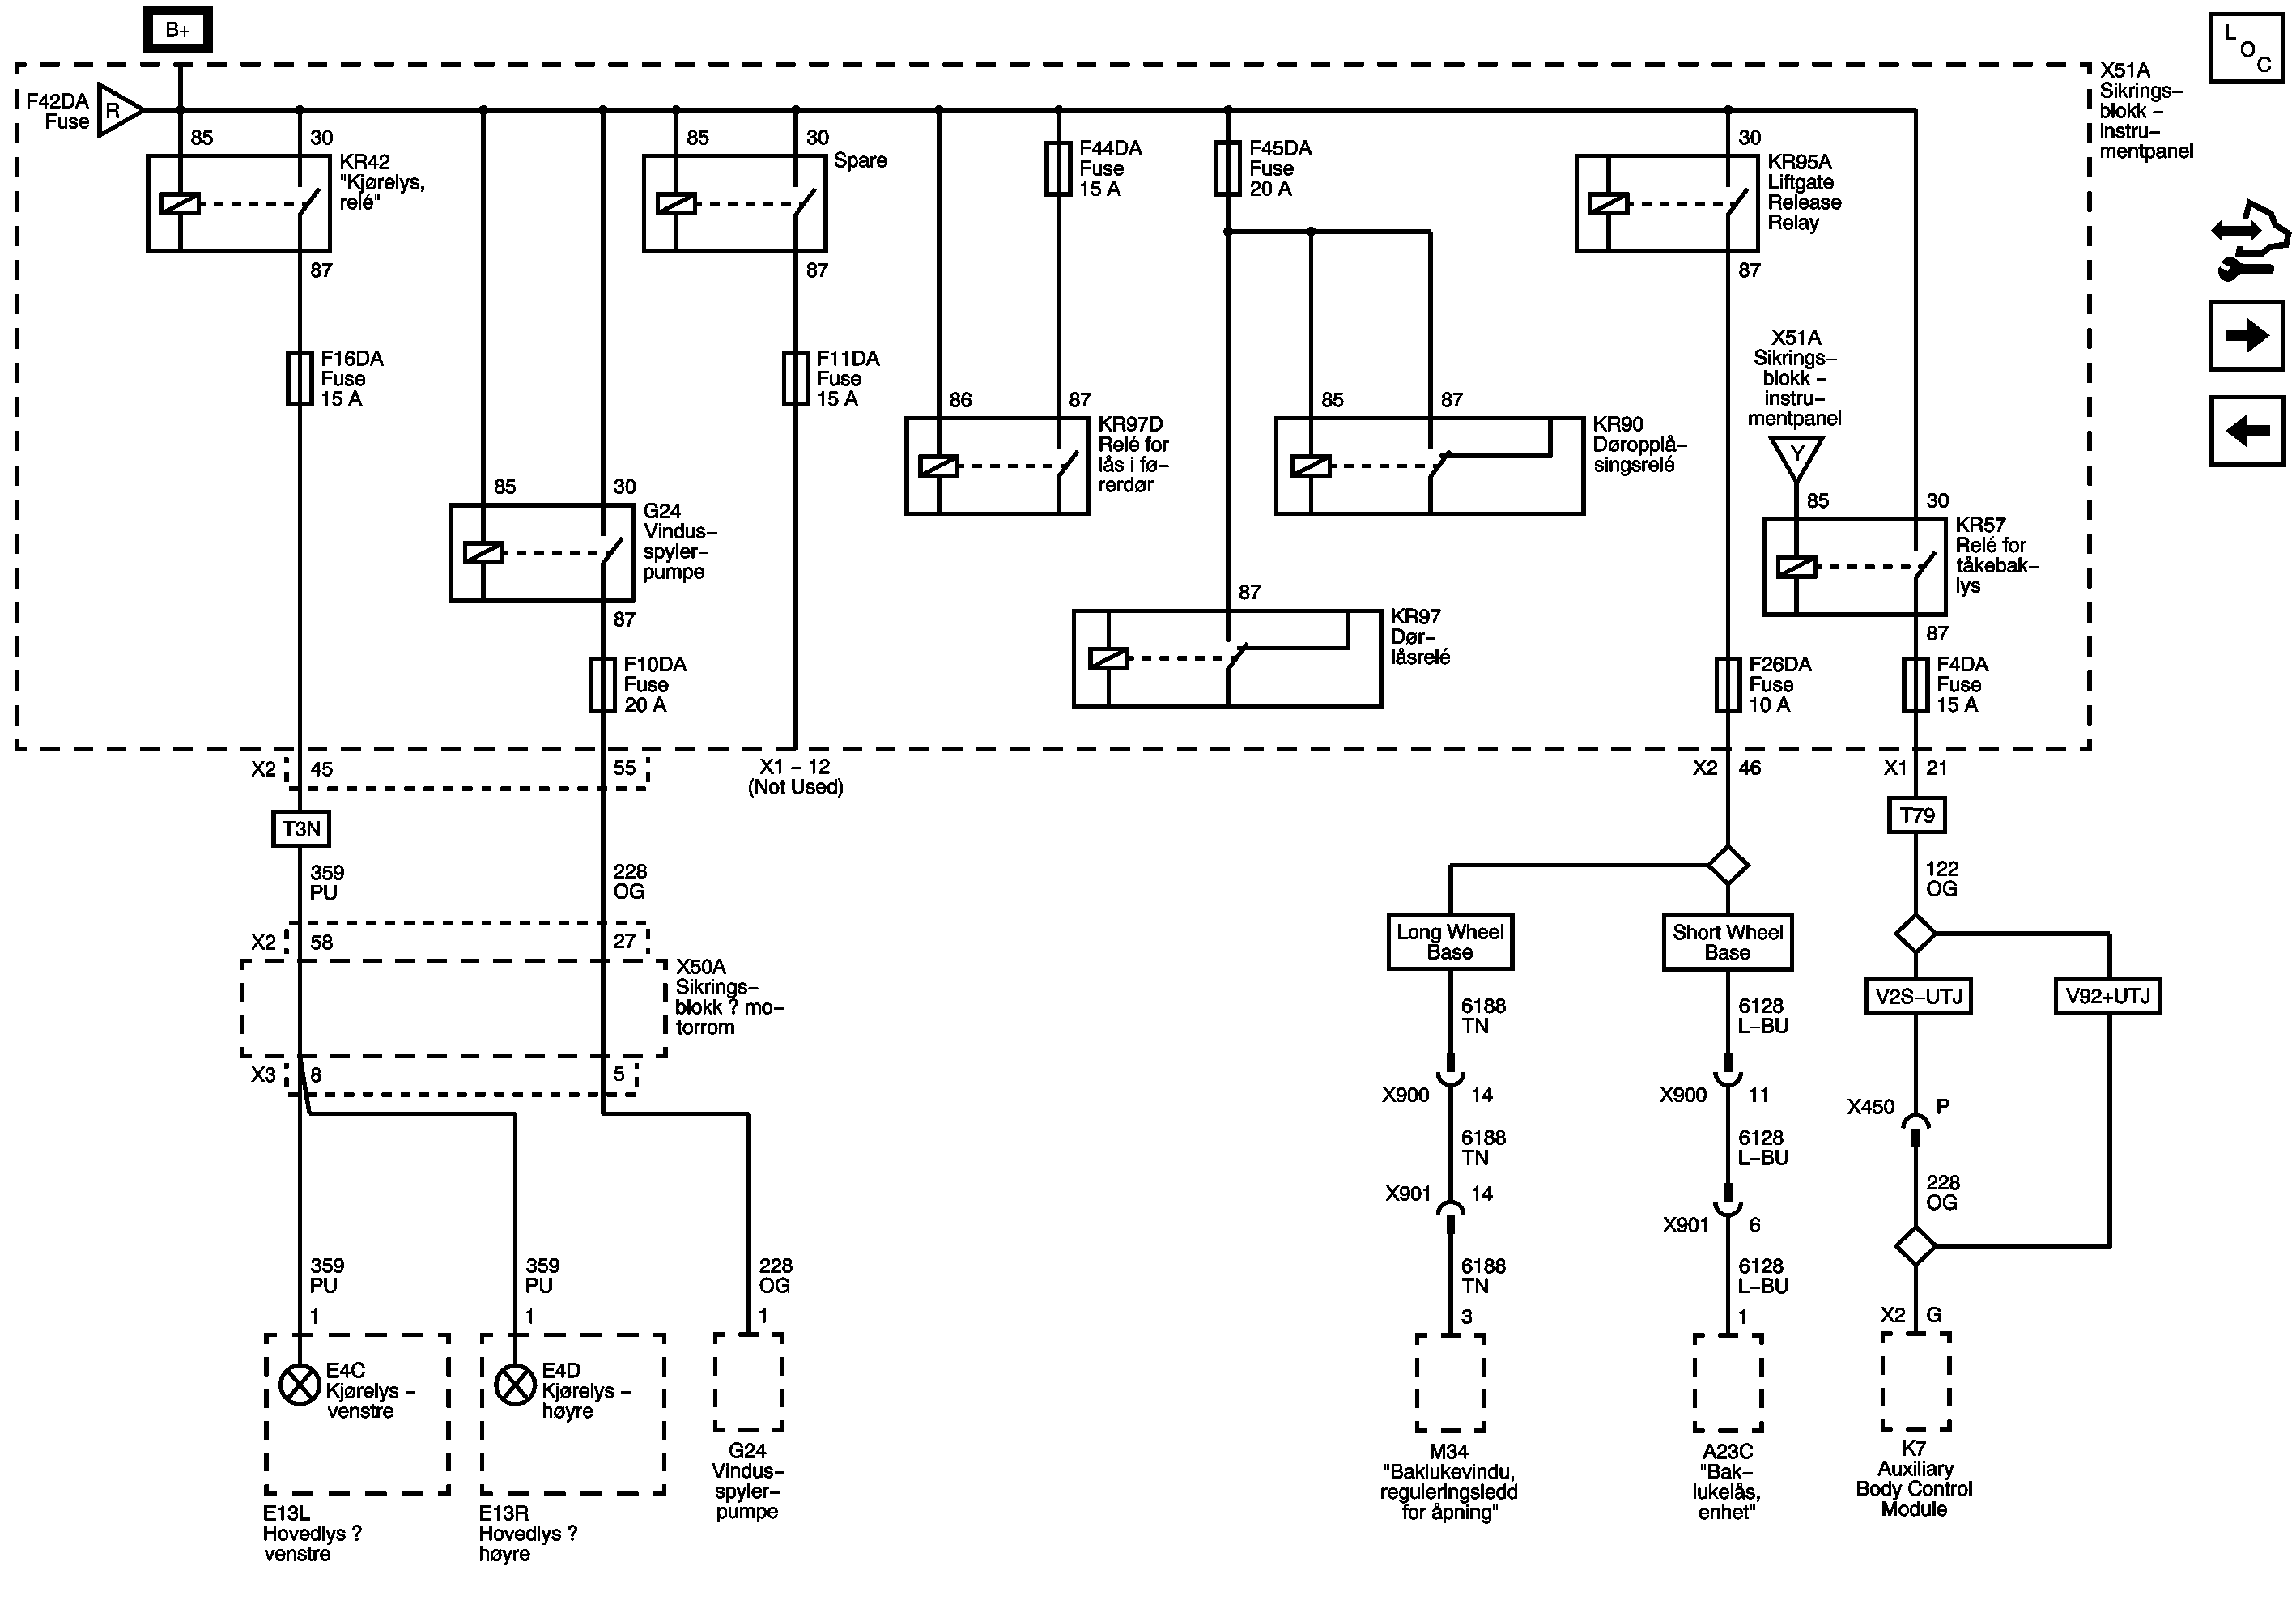 B+
L
O
C
F42DA
Fuse
R
X51A
Sikrings–
blokk –
instru–
mentpanel
85
30
KR42
"Kjørelys,
relé"
87
F16DA
Fuse
15 A
85
30
G24
Vindus–
spyler–
pumpe
87
F10DA
Fuse
20 A
85
30
Spare
87
F11DA
Fuse
15 A
F44DA
Fuse
15 A
86
87
KR97D
Relé for
lås i fø–
rerdør
F45DA
Fuse
20 A
85
87
KR90
Døropplå–
singsrelé
87
KR97
Dør–
låsrelé
30
KR95A
Liftgate
Release
Relay
87
X51A
Sikrings–
blokk –
instru–
mentpanel
Y
85
30
KR57
Relé for
tåkebak–
lys
87
F26DA
Fuse
10 A
F4DA
Fuse
15 A
X2
45
55
X1 – 12
(Not Used)
X2
46
X1
21
T3N
T79
359
PU
228
OG
122
OG
X2
58
27
X50A
Sikrings–
blokk ? mo–
torrom
X3
8
5
Long Wheel
Base
Short Wheel
Base
V2S–UTJ
V92+UTJ
6188
TN
6128
L–BU
X900
14
X900
11
X450
P
6188
TN
6128
L–BU
X901
14
X901
6
228
OG
359
PU
359
PU
228
OG
6188
TN
6128
L–BU
1
1
1
3
1
X2
G
E4C
Kjørelys –
venstre
E4D
Kjørelys –
høyre
E13L
Hovedlys ?
venstre
E13R
Hovedlys ?
høyre
G24
Vindus–
spyler–
pumpe
M34
"Baklukevindu,
reguleringsledd
for åpning"
A23C
"Bak–
lukelås,
enhet"
K7
Auxiliary
Body Control
Module